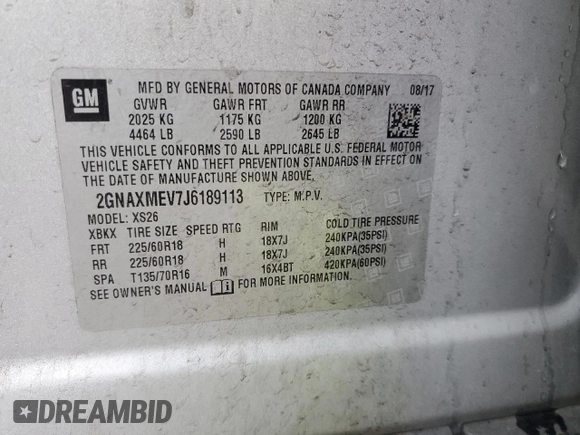 GM
MFD BY GENERAL MOTORS OF CANADA COMPANY 08/17
GVWR GAWR FRT GAWR RR
2025 KG 1175 KG 1200 KG
4464 LB 2590 LB 2645 LB
THIS VEHICLE CONFORMS TO ALL APPLICABLE U.S. FEDERAL MOTOR
VEHICLE SAFETY AND THEFT PREVENTION STANDARDS IN EFFECT ON
THE DATE OF MANUFACTURE SHOWN ABOVE.
2GNAXMEV7J6189113 TYPE: M.P.V.
MODEL: XS26
XBKX TIRE SIZE SPEED RTG RIM COLD TIRE PRESSURE
FRT 225/60R18 H 18X7J 240KPA(35PSI)
RR 225/60R18 H 18X7J 240KPA(35PSI)
SPA T135/70R16 M 16X4BT 420KPA(60PSI)
SEE OWNER'S MANUAL FOR MORE INFORMATION.
DREAMBID